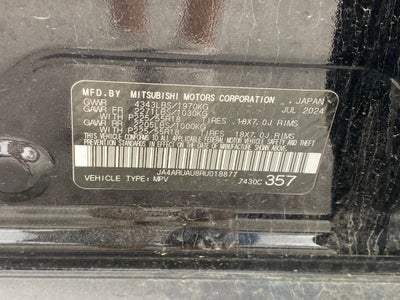 MFD.BY MITSUBISHI MOTORS CORPORATION, JAPAN
GVWR 4343LBS/1970KG JUL 2024
GAWR FR 2271LBS/1030KG
WITH P225/55R18 TIRES 18X7.0J RIMS
GAWR RR 2205LBS/1000KG
WITH P225/55R18 TIRES 18X7.0J RIMS
THIS VEHICLE CONFORMS TO ALL APPLICABLE FEDERAL
MOTOR VEHICLE SAFETY, BUMPER, AND THEFT PREVENTION
STANDARDS IN EFFECT ON THE DATE OF MANUFACTURE SHOWN ABOVE.
JA4ARUAU8RU018877
VEHICLE TYPE: MPV 7430C 357